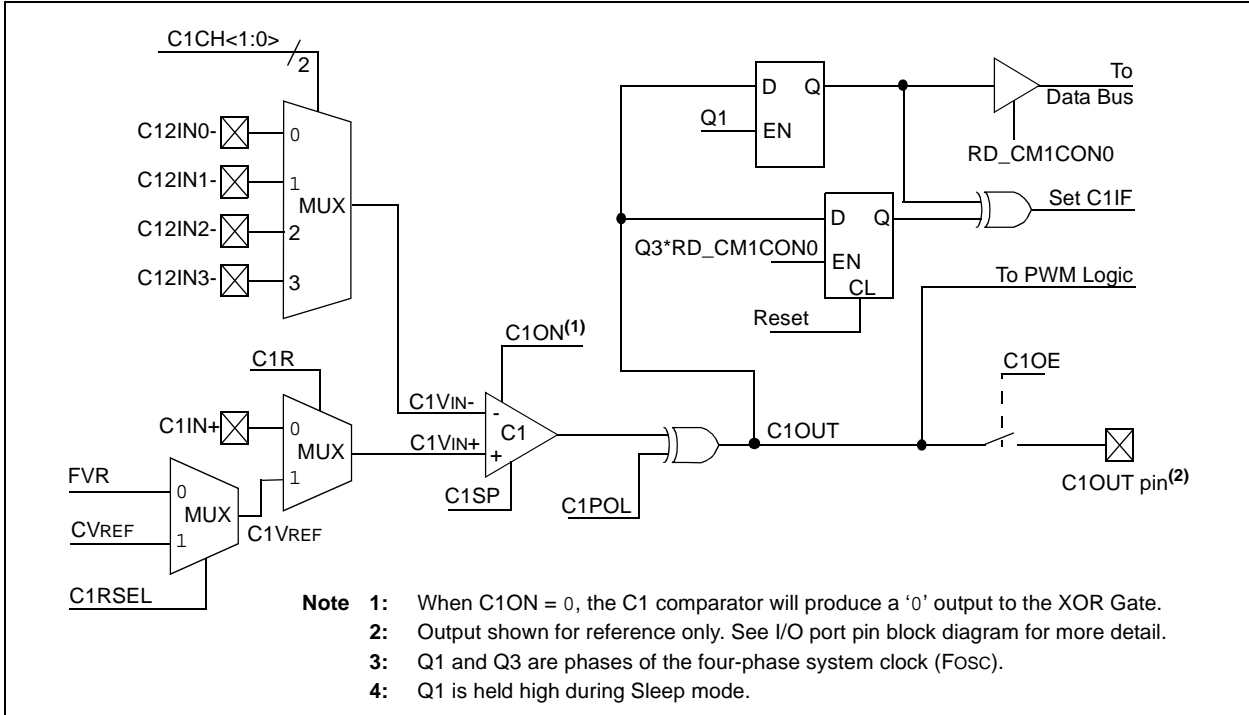 C1CH<1:0>
2
C12IN0-
0
C12IN1-
1
MUX
C12IN2-
2
C12IN3-
3
D Q
Q1
EN
To
Data Bus
RD_CM1CON0
D Q
Q3*RD_CM1CON0
EN
CL
Reset
Set C1IF
To PWM Logic
C1ON(1)
C1R
C1IN+
0
MUX
1
FVR
0
MUX
CVREF
1
C1VREF
C1RSEL
C1VIN-
-
C1
C1VIN+
+
C1SP
C1POL
C1OUT
C1OE
C1OUT pin(2)
Note 1: When C1ON = 0, the C1 comparator will produce a ‘0’ output to the XOR Gate.
2: Output shown for reference only. See I/O port pin block diagram for more detail.
3: Q1 and Q3 are phases of the four-phase system clock (FOSC).
4: Q1 is held high during Sleep mode.